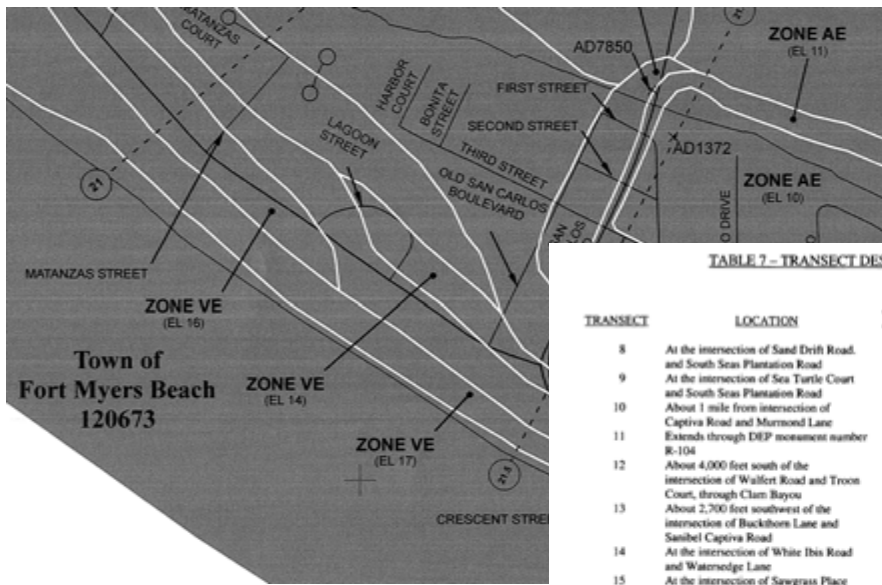 MATANZAS
COURT
HARBOR
COURT
BONITA
STREET
LAGOON
STREET
AD7850
FIRST STREET
SECOND STREET
THIRD STREET
OLD SAN CARLOS
BOULEVARD
ZONE AE
(EL 11)
AD1372
ZONE AE
(EL 10)
O DRIVE
21
MATANZAS STREET
ZONE VE
(EL 16)
Town of
Fort Myers Beach
120673
ZONE VE
(EL 14)
ZONE VE
(EL 17)
21.5
CRESCENT STREE
TABLE 7 – TRANSECT DES
TRANSECT LOCATION
8 At the intersection of Sand Drift Road.
and South Seas Plantation Road
9 At the intersection of Sea Turtle Court
and South Seas Plantation Road
10 About 1 mile from intersection of
Captiva Road and Murmond Lane
11 Extends through DEP monument number
R-104
12 About 4,000 feet south of the
intersection of Wulfert Road and Troon
Court, through Clam Bayou
13 About 2,700 feet southwest of the
intersection of Buckthorn Lane and
Sanibel Captiva Road
14 At the intersection of White Ibis Road
and Watersedge Lane
15 At the intersection of Sawgrass Place